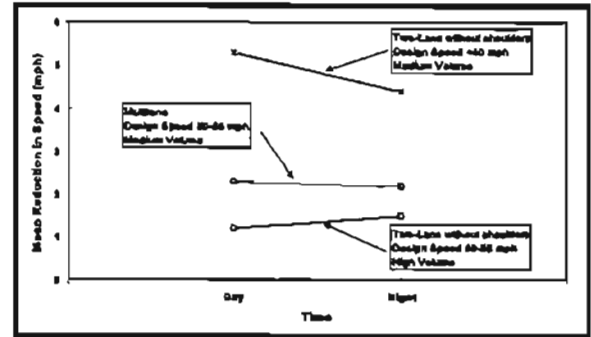 6
Two-Lane without shoulders
Design Speed <40 mph
Medium Volume
5
4
Multilane
Design Speed 50-55 mph
Medium Volume
3
2
1
Two-Lane without shoulders
Design Speed 50-55 mph
High Volume
0
Mean Reduction in Speed (mph)
Day
Night
Time